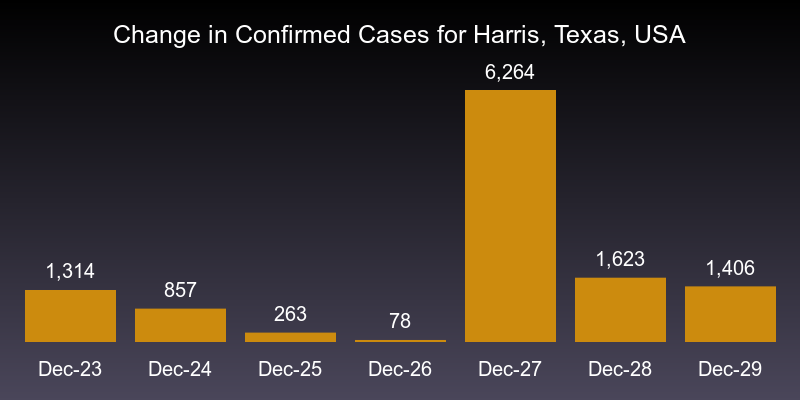 Change in Confirmed Cases for Harris, Texas, USA
6,264
1,314
857
263
78
1,623
1,406
Dec-23
Dec-24
Dec-25
Dec-26
Dec-27
Dec-28
Dec-29